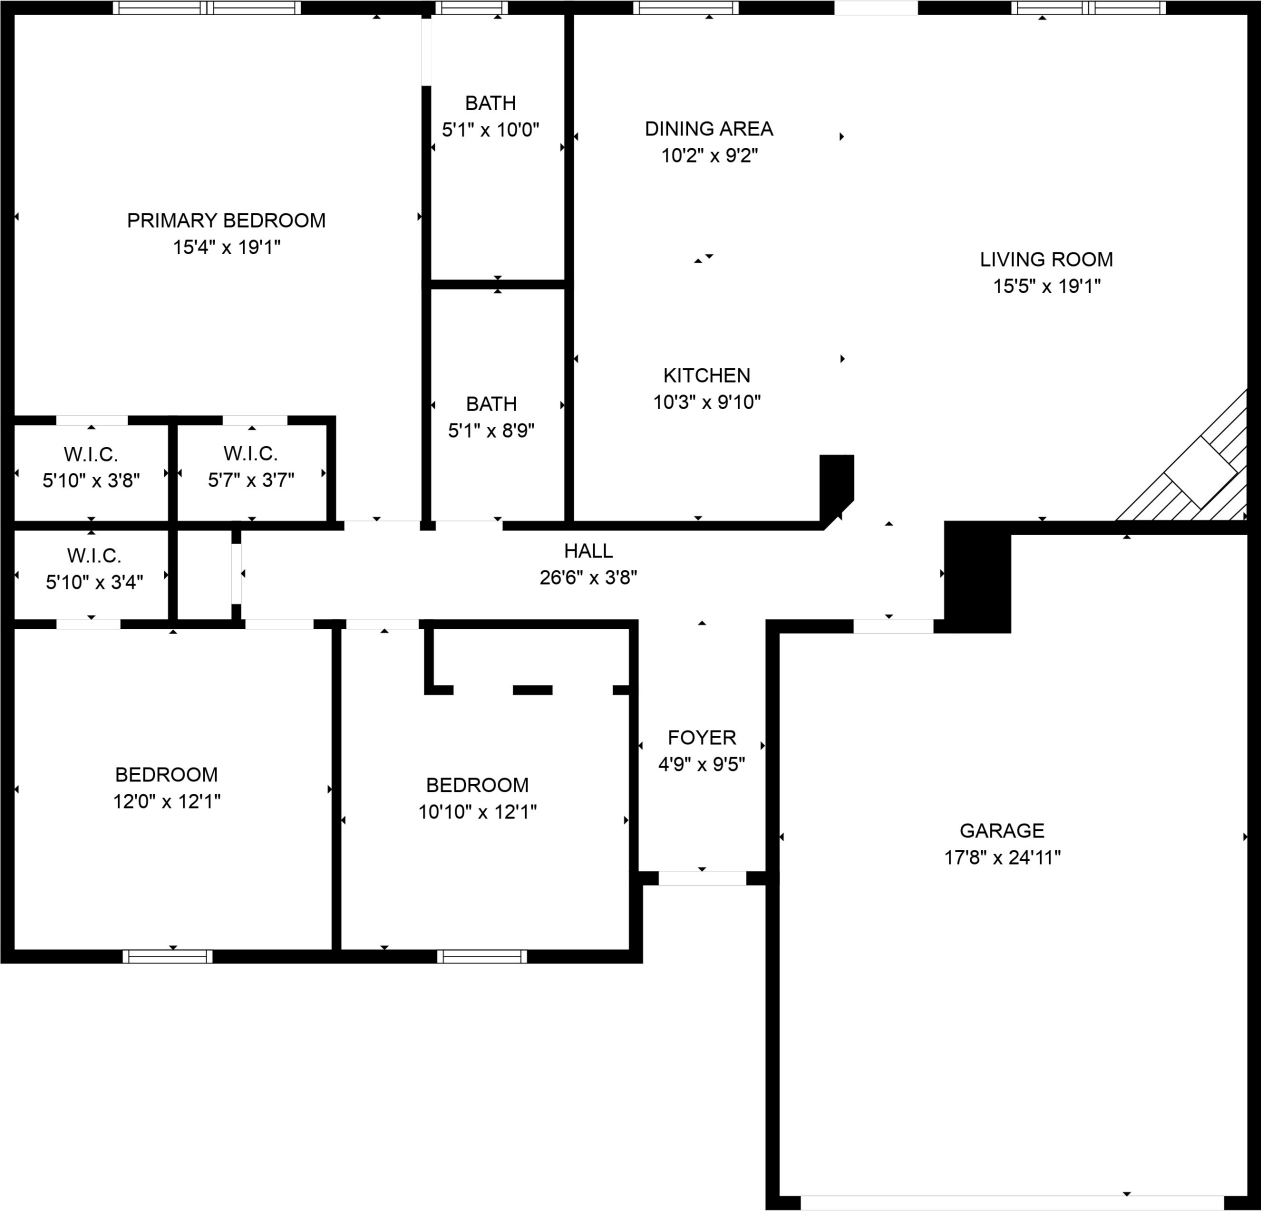 BATH
5'1" x 10'0"
DINING AREA
10'2" x 9'2"
PRIMARY BEDROOM
15'4" x 19'1"
LIVING ROOM
15'5" x 19'1"
KITCHEN
10'3" x 9'10"
BATH
5'1" x 8'9"
W.I.C.
5'10" x 3'8"
W.I.C.
5'7" x 3'7"
W.I.C.
5'10" x 3'4"
HALL
26'6" x 3'8"
FOYER
4'9" x 9'5"
BEDROOM
12'0" x 12'1"
BEDROOM
10'10" x 12'1"
GARAGE
17'8" x 24'11"